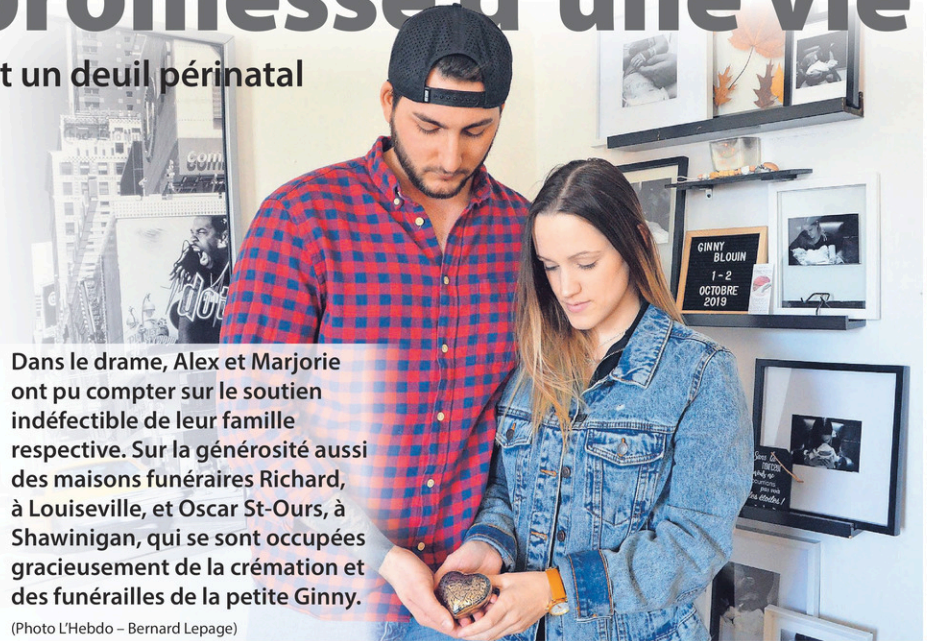 promesse d'une vie
t un deuil périnatal
GINNY
BLOUIN
1 - 2
OCTOBRE
2019
Dans le drame, Alex et Marjorie
ont pu compter sur le soutien
indéfectible de leur famille
respective. Sur la générosité aussi
des maisons funéraires Richard,
à Louiseville, et Oscar St-Ours, à
Shawinigan, qui se sont occupées
gracieusement de la crémation et
des funérailles de la petite Ginny.
(Photo L'Hebdo – Bernard Lepage)